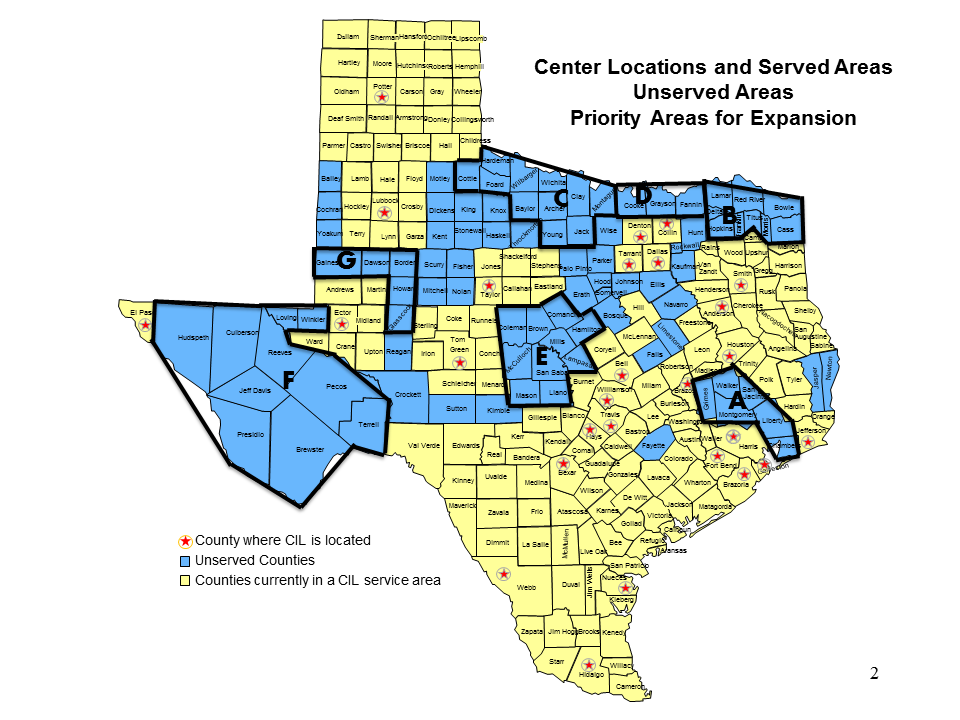 Center Locations and Served Areas
Unserved Areas
Priority Areas for Expansion
Dallam Sherman Hansford Ochiltree Lipscomb
Hartley Moore Hutchins Roberts Hemphill
Oldham Potter Carson Gray Wheeler
Deaf Smith Randall Armstrong Donley Collingsworth
Parmer Castro Swisher Briscoe Hall Childress
Bailey Lamb Hale Floyd Motley Cottle Hardeman Foard Wilbarger Wichita Clay Montague
Cochran Hockley Lubbock Crosby Dickens King Knox Baylor Archer
C D B
Cooke Grayson Fannin Lamar Red River Bowie
Delta Hopkins Franklin Titus Morris Cass
Yoakum Terry Lynn Garza Kent Stonewall Haskell Throckmorton Young Jack Wise Denton Collin Hunt Rockwall Rains Wood Upshur Marion
G
Gaines Dawson Borden Scurry Fisher Jones Shackelford Stephens Palo Pinto Parker Tarrant Dallas Kaufman Van Zandt Smith Gregg Harrison
Andrews Martin Howard Mitchell Nolan Taylor Callahan Eastland Erath Hood Somervell Johnson Ellis Henderson Rusk Panola
El Pas Hudspeth Culberson Loving Winkler Ector Midland Glasscock Sterling Coke Runnels Coleman Brown Comanche Hamilton Bosque Hill Navarro Freestone Anderson Cherokee Nacogdoches Shelby
Reeves Ward Crane Upton Reagan Irion Tom Green Conch McCulloch Mills Lampasas San Saba Coryell McLennan Limestone Falls Leon Houston Angelina San Augustine Sabine
E
Jeff Davis Pecos Crockett Schleicher Menard Mason Llano Burnet Bell Milam Robertson Brazo Madison Trinity Polk Tyler Jasper Newton
F
Presidio Brewster Terrell Sutton Kimble Gillespie Blanco Williamson Travis Lee Burleson Washington Grimes Walker San Jacinto Montgomery Liberty Hardin Orange
A
Val Verde Edwards Kerr Real Bandera Kendall Hays Comal Caldwell Bastrop Fayette Austin Waller Harris Chambers Jefferson
Kinney Uvalde Medina Bexar Guadalupe Gonzales Lavaca Colorado Wharton Fort Bend Brazoria Galveston
Maverick Zavala Frio Atascosa Wilson Karnes De Witt Victoria Jackson Matagorda
Dimmit La Salle McMullen Live Oak Bee Goliad Refugio Calhoun Aransas
Webb Duval Jim Wells San Patricio Nueces Kleberg
Zapata Jim Hogg Brooks Kenedy
Starr Hidalgo Willacy
Cameron
County where CIL is located
Unserved Counties
Counties currently in a CIL service area
2